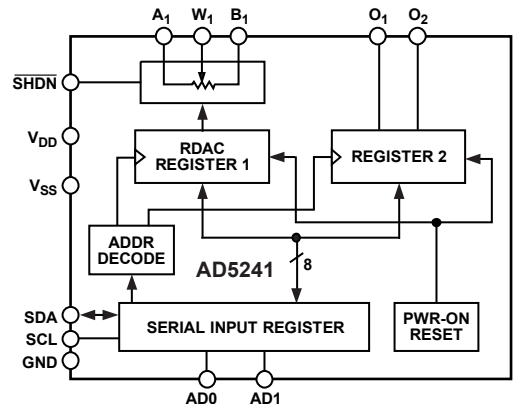 A1 W1 B1 O1 O2
SHDN
VDD
RDAC
REGISTER 1
REGISTER 2
VSS
ADDR
DECODE
AD5241
8
SDA
SERIAL INPUT REGISTER
PWR-ON
RESET
SCL
GND
AD0 AD1